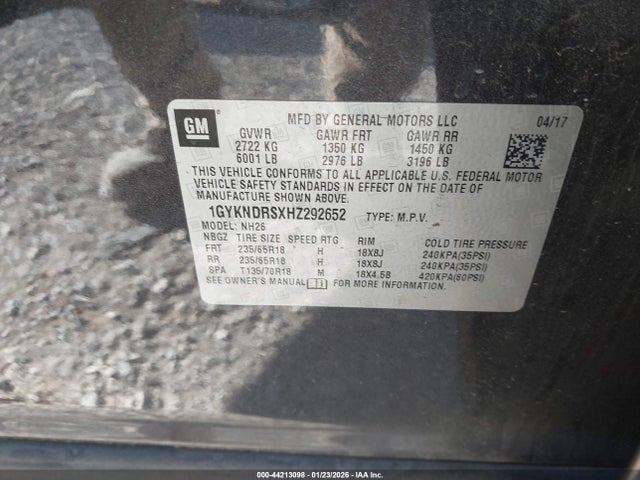 GM
MFD BY GENERAL MOTORS LLC 04/17
GVWR GAWR FRT GAWR RR
2722 KG 1350 KG 1450 KG
6001 LB 2976 LB 3196 LB
THIS VEHICLE CONFORMS TO ALL APPLICABLE U.S. FEDERAL MOTOR
VEHICLE SAFETY STANDARDS IN EFFECT ON THE DATE OF
MANUFACTURE SHOWN ABOVE.
1GYKNDRSXHZ292652 TYPE: M.P.V.
MODEL: NH26
NBGZ TIRE SIZE SPEED RTG RIM COLD TIRE PRESSURE
FRT 235/65R18 H 18X8J 240KPA(35PSI)
RR 235/65R18 H 18X8J 240KPA(35PSI)
SPA T135/70R18 M 18X4.5B 420KPA(60PSI)
SEE OWNER'S MANUAL FOR MORE INFORMATION.
000-44213098 - 01/23/2026 - IAA Inc.